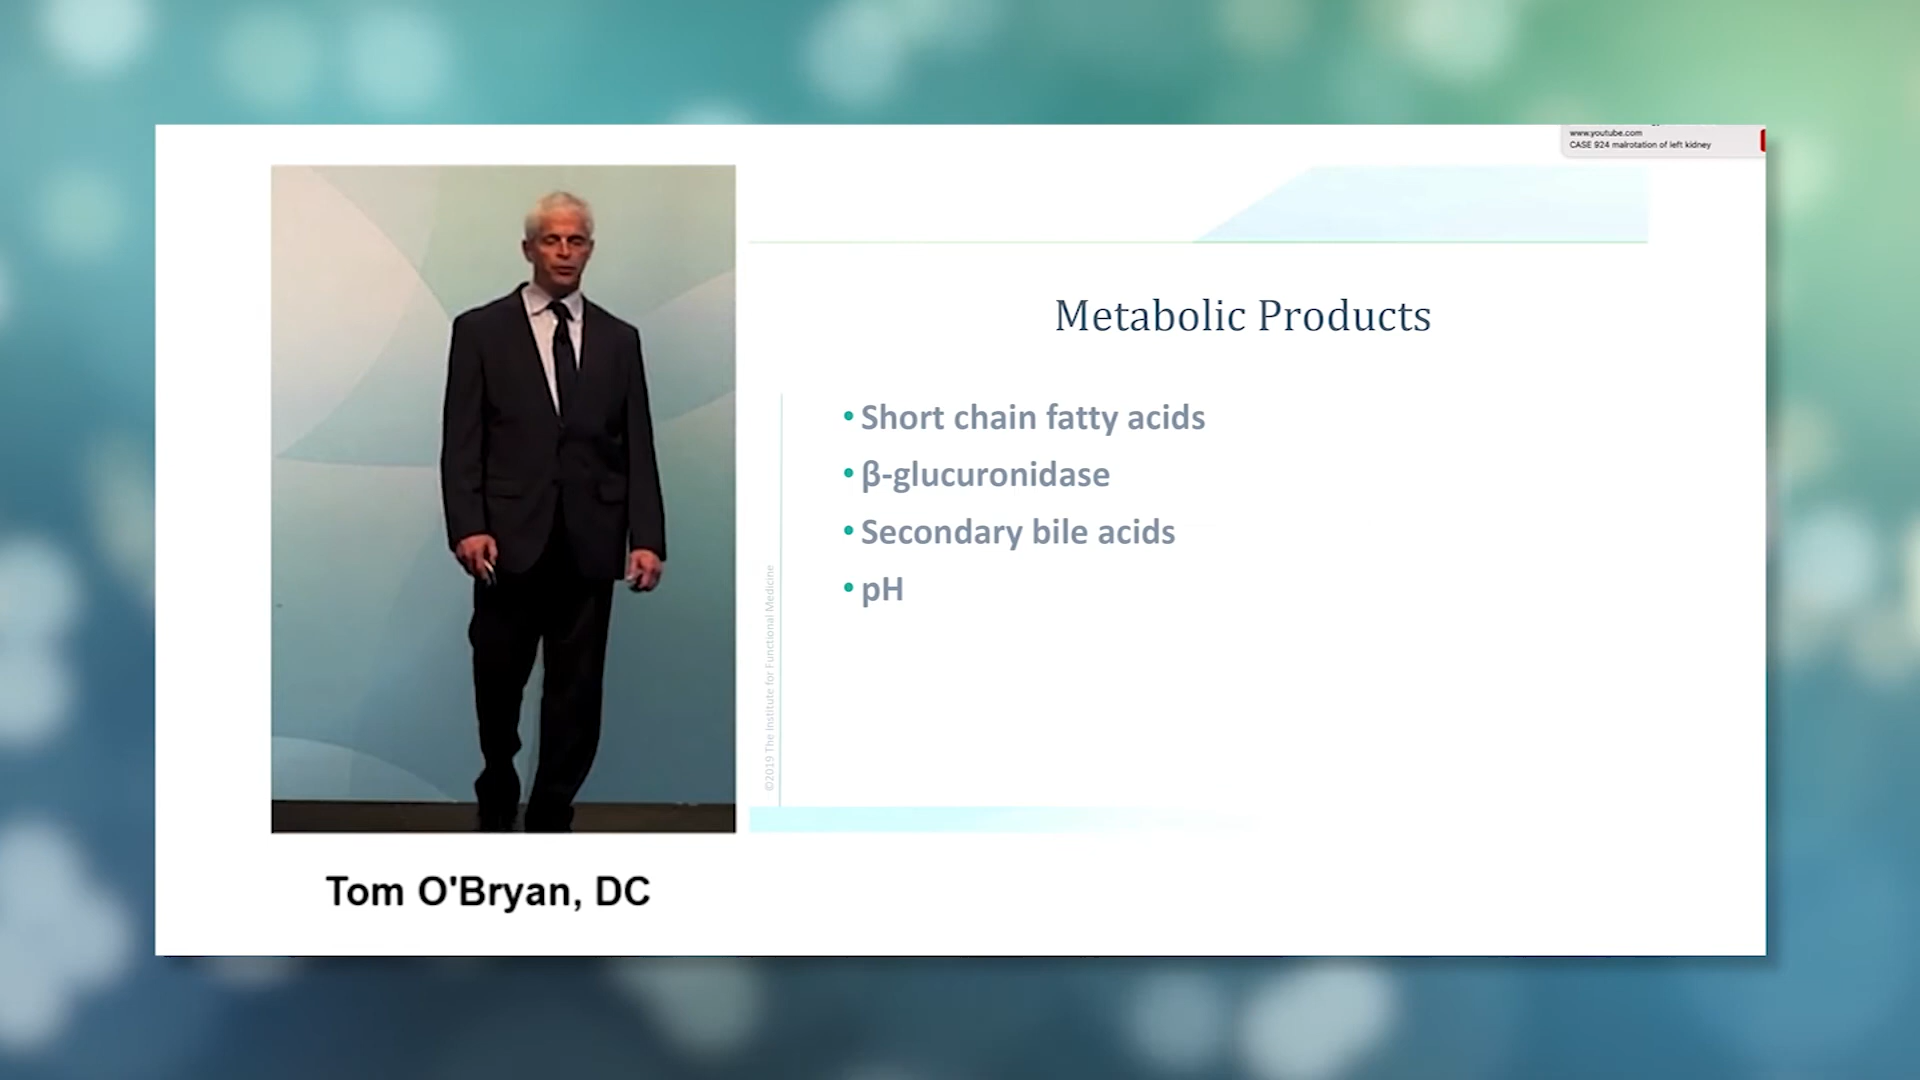 www.youtube.com
CASE 924 malrotation of left kidney
Metabolic Products
• Short chain fatty acids
• β-glucuronidase
• Secondary bile acids
• pH
©2019 The Institute for Functional Medicine
Tom O'Bryan, DC